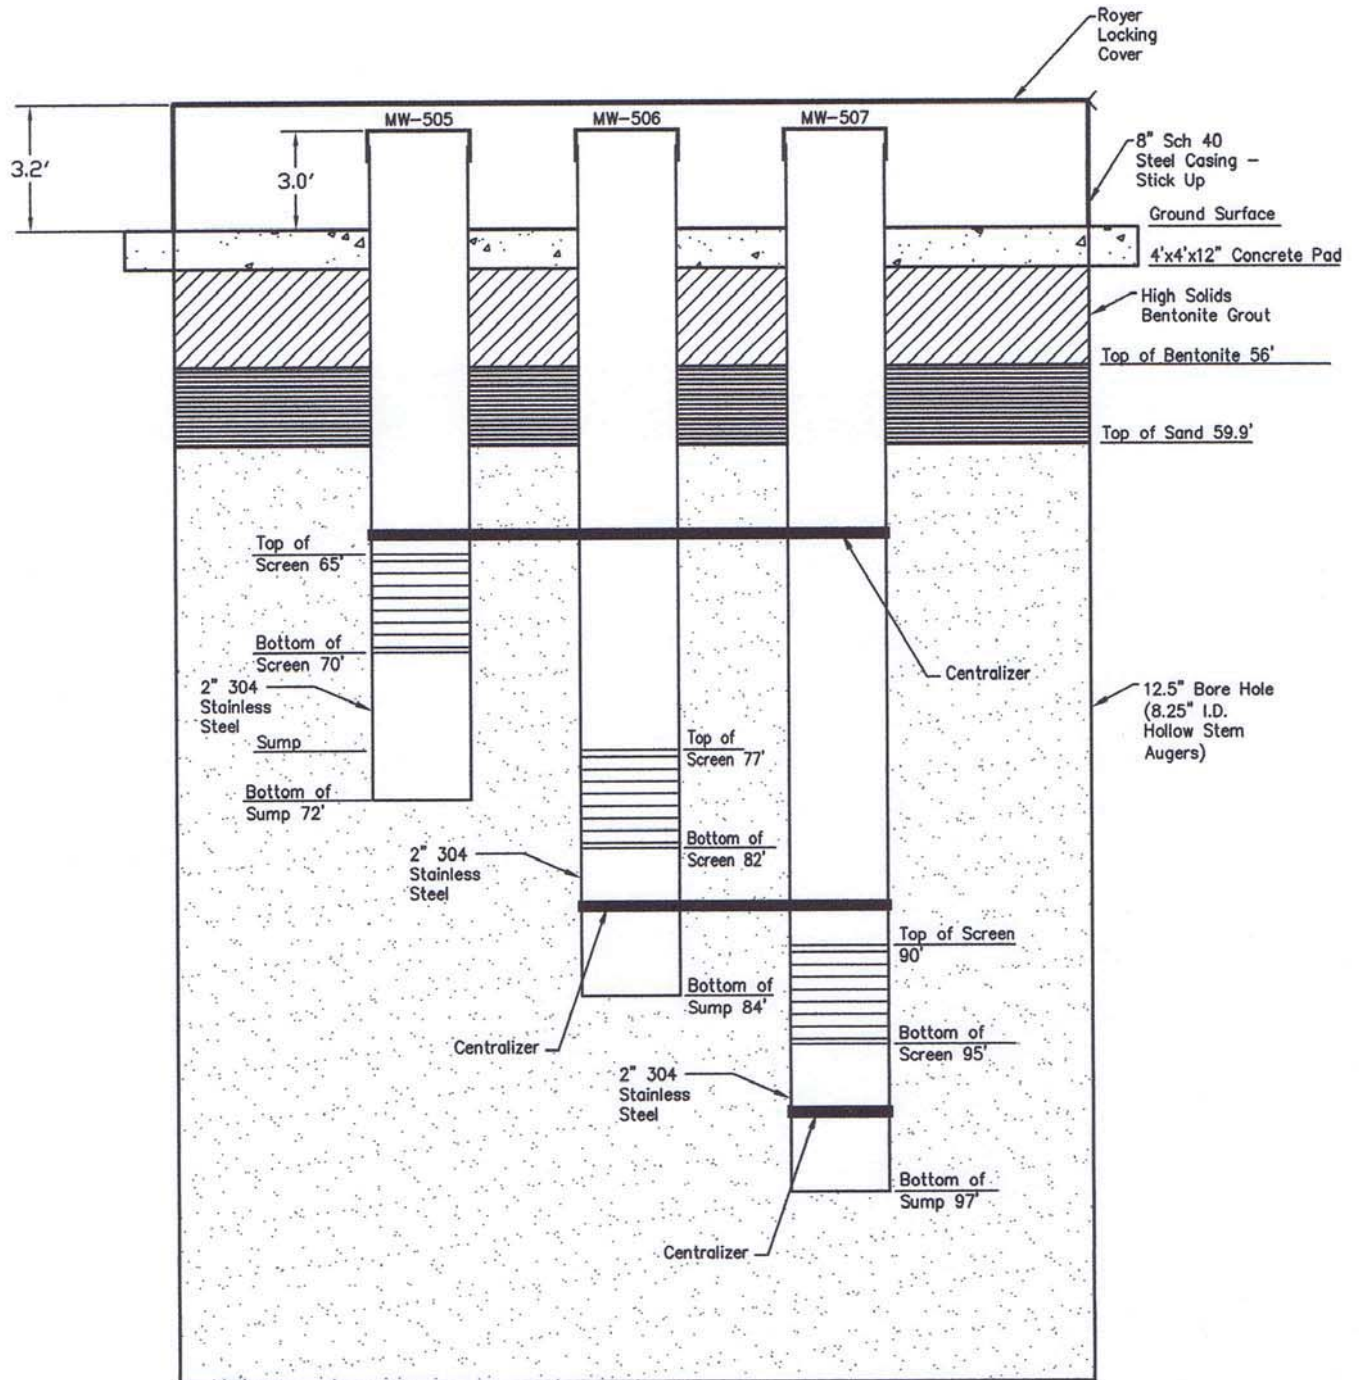 Royer
Locking
Cover
MW-505
MW-506
MW-507
3.2'
3.0'
8" Sch 40
Steel Casing –
Stick Up
Ground Surface
4'x4'x12" Concrete Pad
High Solids
Bentonite Grout
Top of Bentonite 56'
Top of Sand 59.9'
Top of
Screen 65'
Bottom of
Screen 70'
2" 304
Stainless
Steel
Sump
Bottom of
Sump 72'
Centralizer
12.5" Bore Hole
(8.25" I.D.
Hollow Stem
Augers)
Top of
Screen 77'
Bottom of
Screen 82'
2" 304
Stainless
Steel
Top of Screen
90'
Bottom of
Sump 84'
Centralizer
Bottom of
Screen 95'
2" 304
Stainless
Steel
Bottom of
Sump 97'
Centralizer